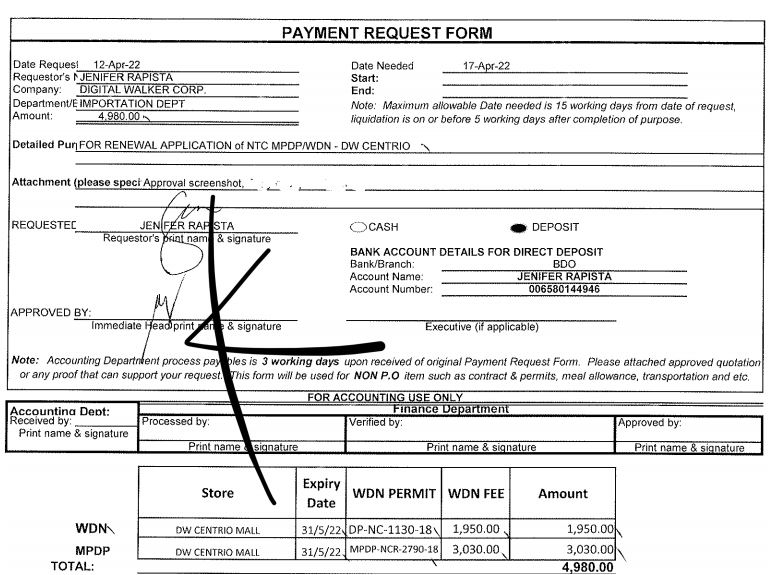 PAYMENT REQUEST FORM
Date Request 12-Apr-22 Date Needed 17-Apr-22
Requestor's N JENIFER RAPISTA Start:
Company: DIGITAL WALKER CORP. End:
Department/E IMPORTATION DEPT Note: Maximum allowable Date needed is 15 working days from date of request,
Amount: 4,980.00 liquidation is on or before 5 working days after completion of purpose.
Detailed Pur FOR RENEWAL APPLICATION of NTC MPDP/WDN - DW CENTRIO
Attachment (please speci Approval screenshot,
REQUESTED JENIFER RAPISTA CASH DEPOSIT
Requestor's print name & signature
BANK ACCOUNT DETAILS FOR DIRECT DEPOSIT
Bank/Branch: BDO
Account Name: JENIFER RAPISTA
Account Number: 006580144946
APPROVED BY:
Immediate Head print name & signature Executive (if applicable)
Note: Accounting Department process payables is 3 working days upon received of original Payment Request Form. Please attached approved quotation
or any proof that can support your request. This form will be used for NON P.O item such as contract & permits, meal allowance, transportation and etc.
FOR ACCOUNTING USE ONLY
Accounting Dept: Finance Department
Received by: Processed by: Verified by: Approved by:
Print name & signature Print name & signature Print name & signature Print name & signature
Store Expiry Date WDN PERMIT WDN FEE Amount
WDN DW CENTRIO MALL 31/5/22 DP-NC-1130-18 1,950.00 1,950.00
MPDP DW CENTRIO MALL 31/5/22 MPDP-NCR-2790-18 3,030.00 3,030.00
TOTAL: 4,980.00